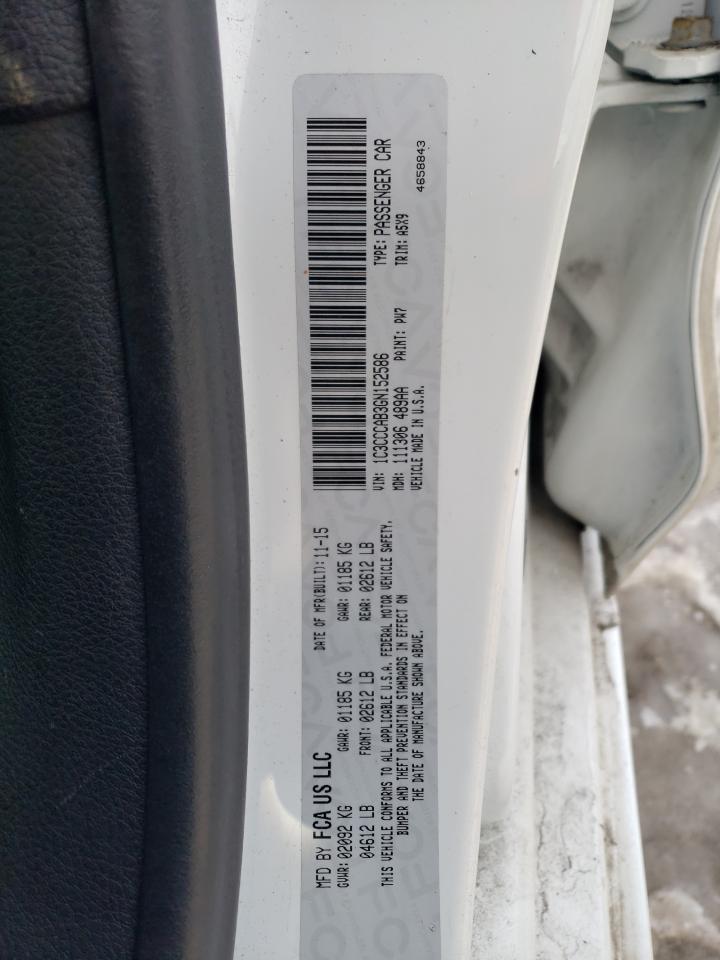 MFD BY FCA US LLC
DATE OF MFR(BUILT): 11-15
GVWR: 02092 KG
GAWR: 01185 KG
GAWR: 01185 KG
04612 LB
FRONT: 02612 LB
REAR: 02612 LB
THIS VEHICLE CONFORMS TO ALL APPLICABLE U.S.A. FEDERAL MOTOR VEHICLE SAFETY,
BUMPER AND THEFT PREVENTION STANDARDS IN EFFECT ON
THE DATE OF MANUFACTURE SHOWN ABOVE.
VIN: 1C3CCCAB3GN152586
TYPE: PASSENGER CAR
MDH: 111306 489AA
PAINT: PW7
TRIM: A5X9
VEHICLE MADE IN U.S.A.
4658843